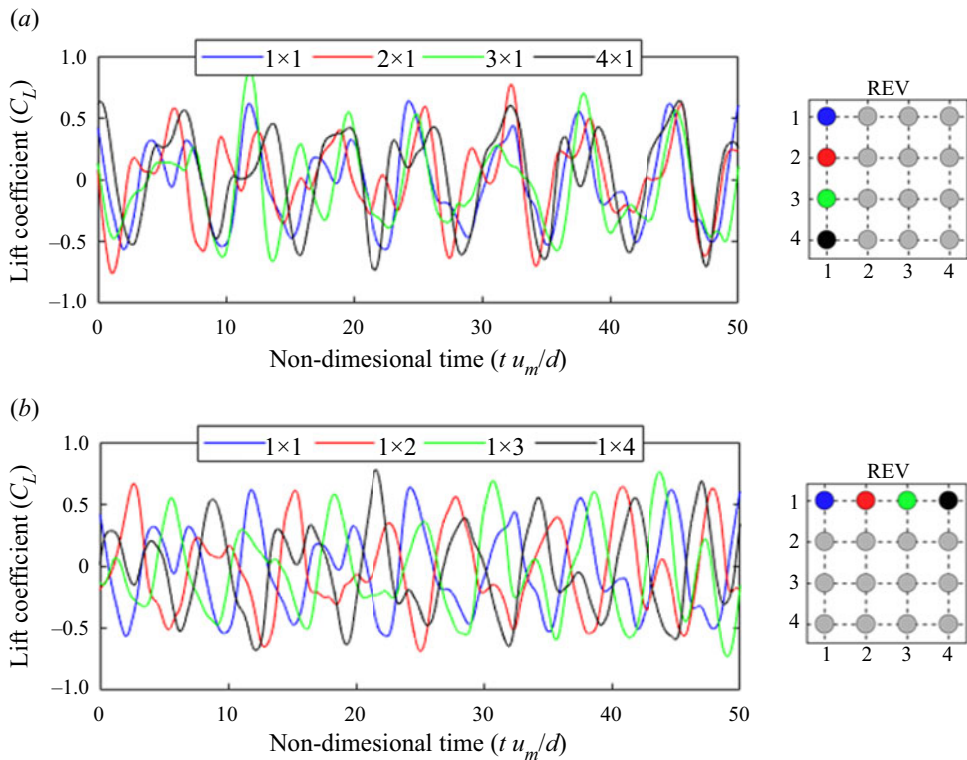 (a)
1×1 2×1 3×1 4×1
Lift coefficient (C_L)
1.0
0.5
0
–0.5
–1.0
0 10 20 30 40 50
Non-dimesional time (t u_m/d)
REV
1
2
3
4
1 2 3 4
(b)
1×1 1×2 1×3 1×4
Lift coefficient (C_L)
1.0
0.5
0
–0.5
–1.0
0 10 20 30 40 50
Non-dimesional time (t u_m/d)
REV
1
2
3
4
1 2 3 4